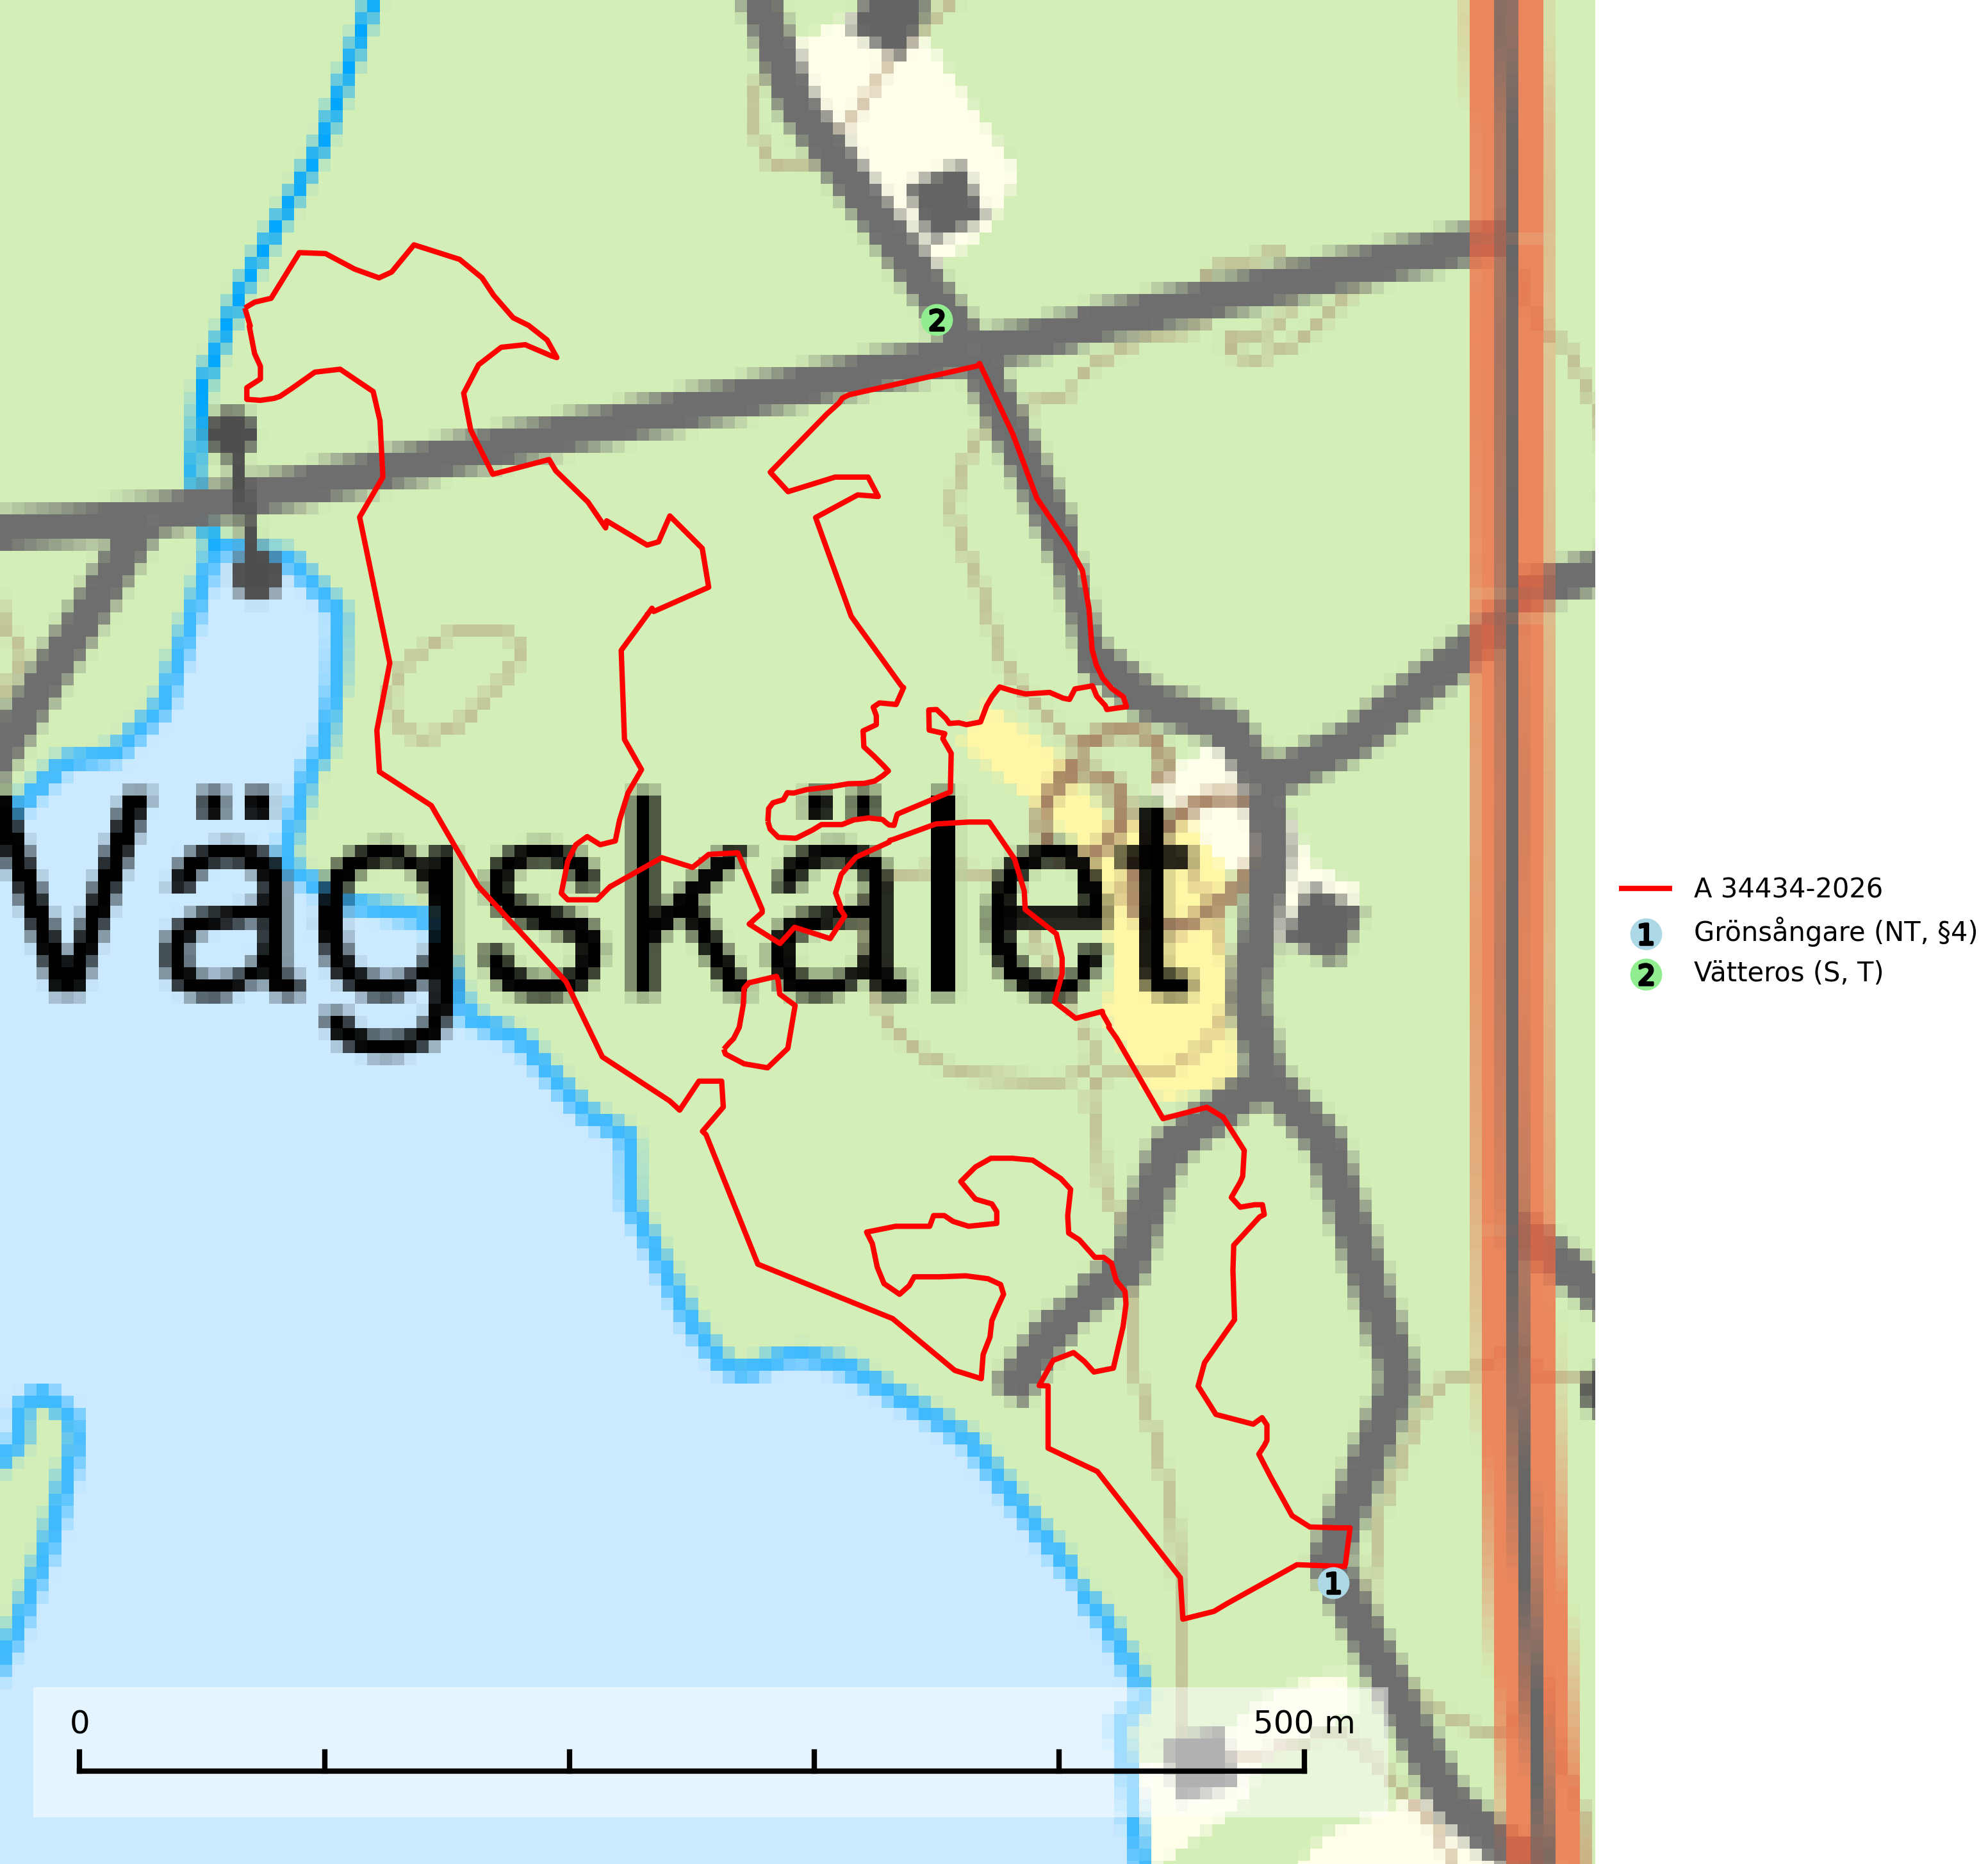 2
Vägskälet
1
0 500 m
A 34434-2026
1 Grönsångare (NT, §4)
2 Vätteros (S, T)